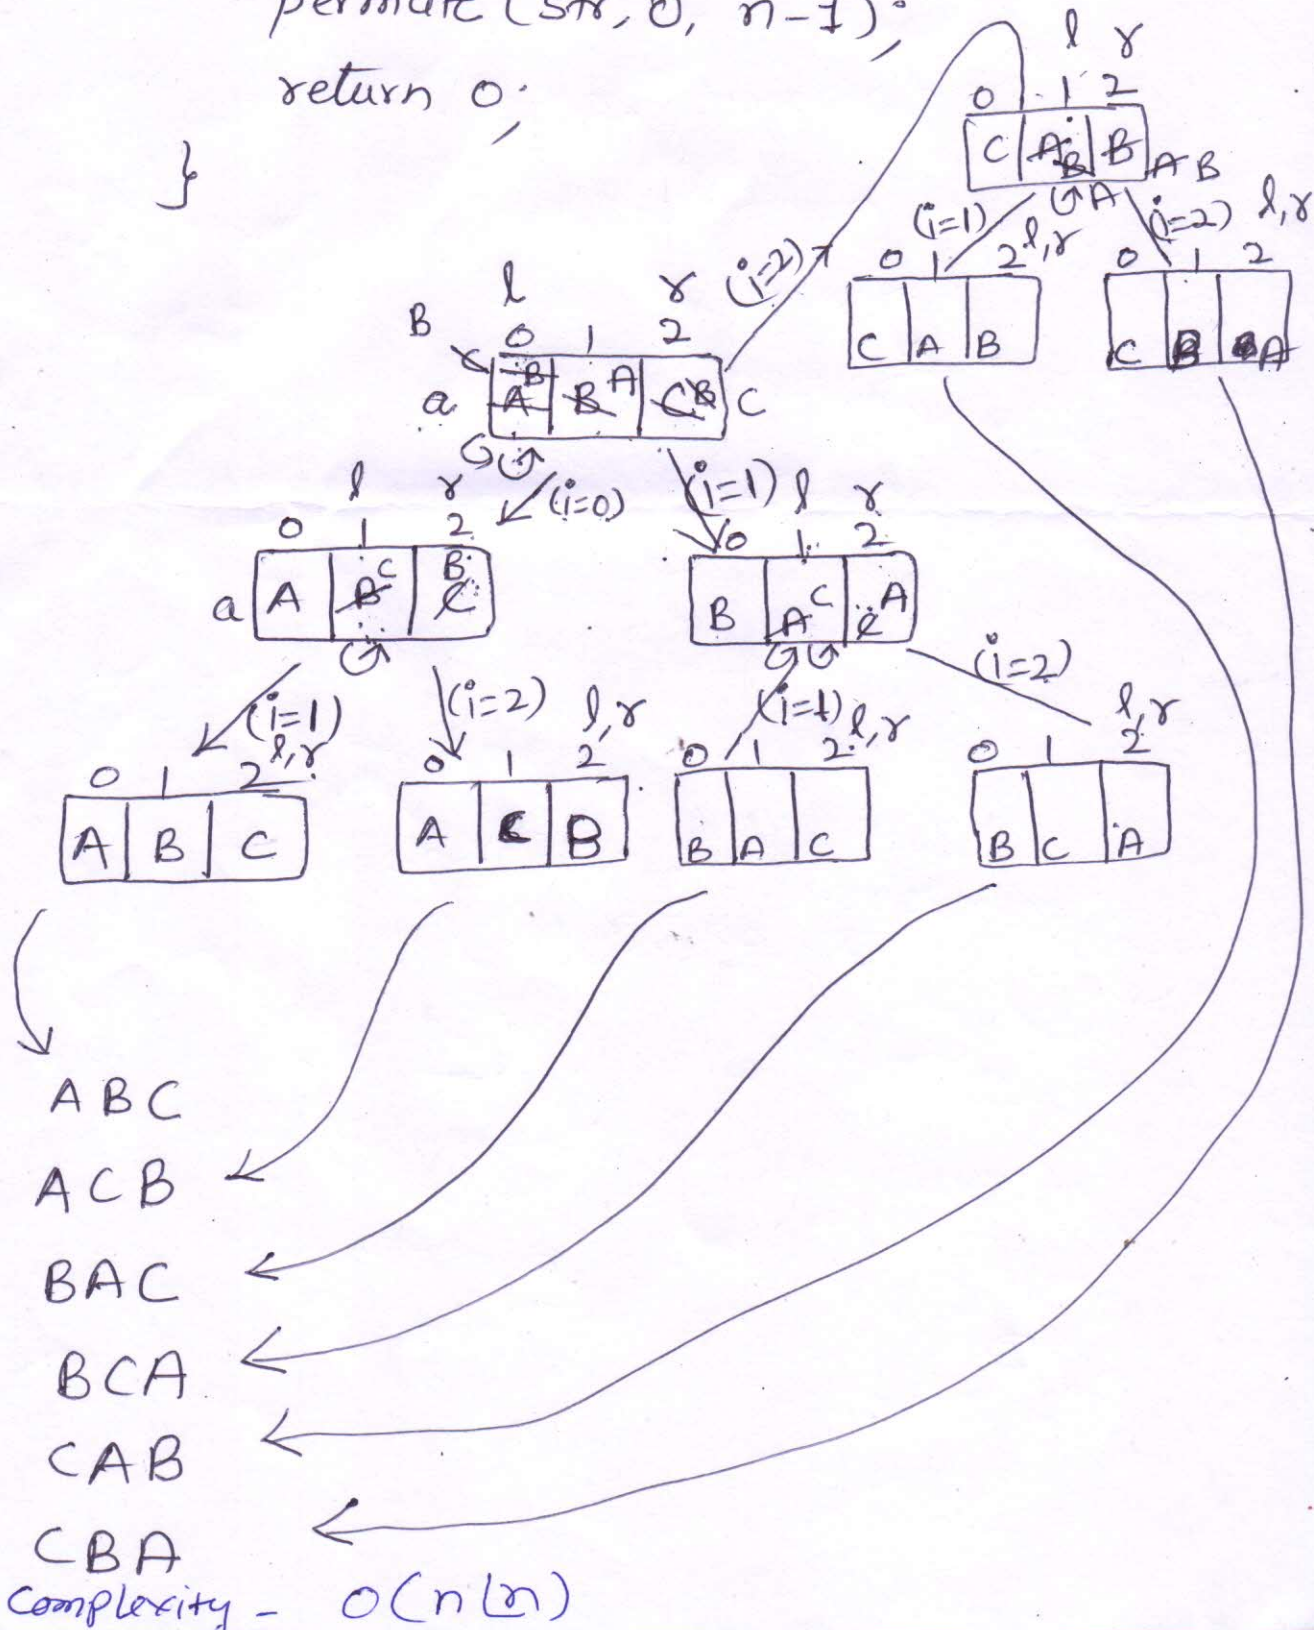 permute (str, 0, n-1);
return 0;
}
l r
0 1 2
C A B B A B
A
(i=1) (i=2) l,r
0 1 2 l,r
C A B
0 1 2
C B A
(i=2)
l r
B 0 1 2
a A B B A C B C
(i=0) (i=1)
l r
0 1 2
a A B C B C
l r
0 1 2
B A C C A
(i=1) (i=2) (i=1) (i=2)
l,r
0 1 2
A B C
l,r
0 1 2
A C B
l,r
0 1 2
B A C
l,r
0 1 2
B C A
ABC
ACB
BAC
BCA
CAB
CBA
Complexity - O(n⌊n)